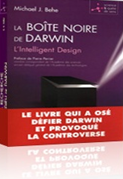 Michael J. Behe
LA BOÎTE NOIRE DE
DARWIN
L'Intelligent Design
LE LIVRE QUI A OSÉ
DÉFIER DARWIN ET
PROVOQUÉ
LA CONTROVERSE